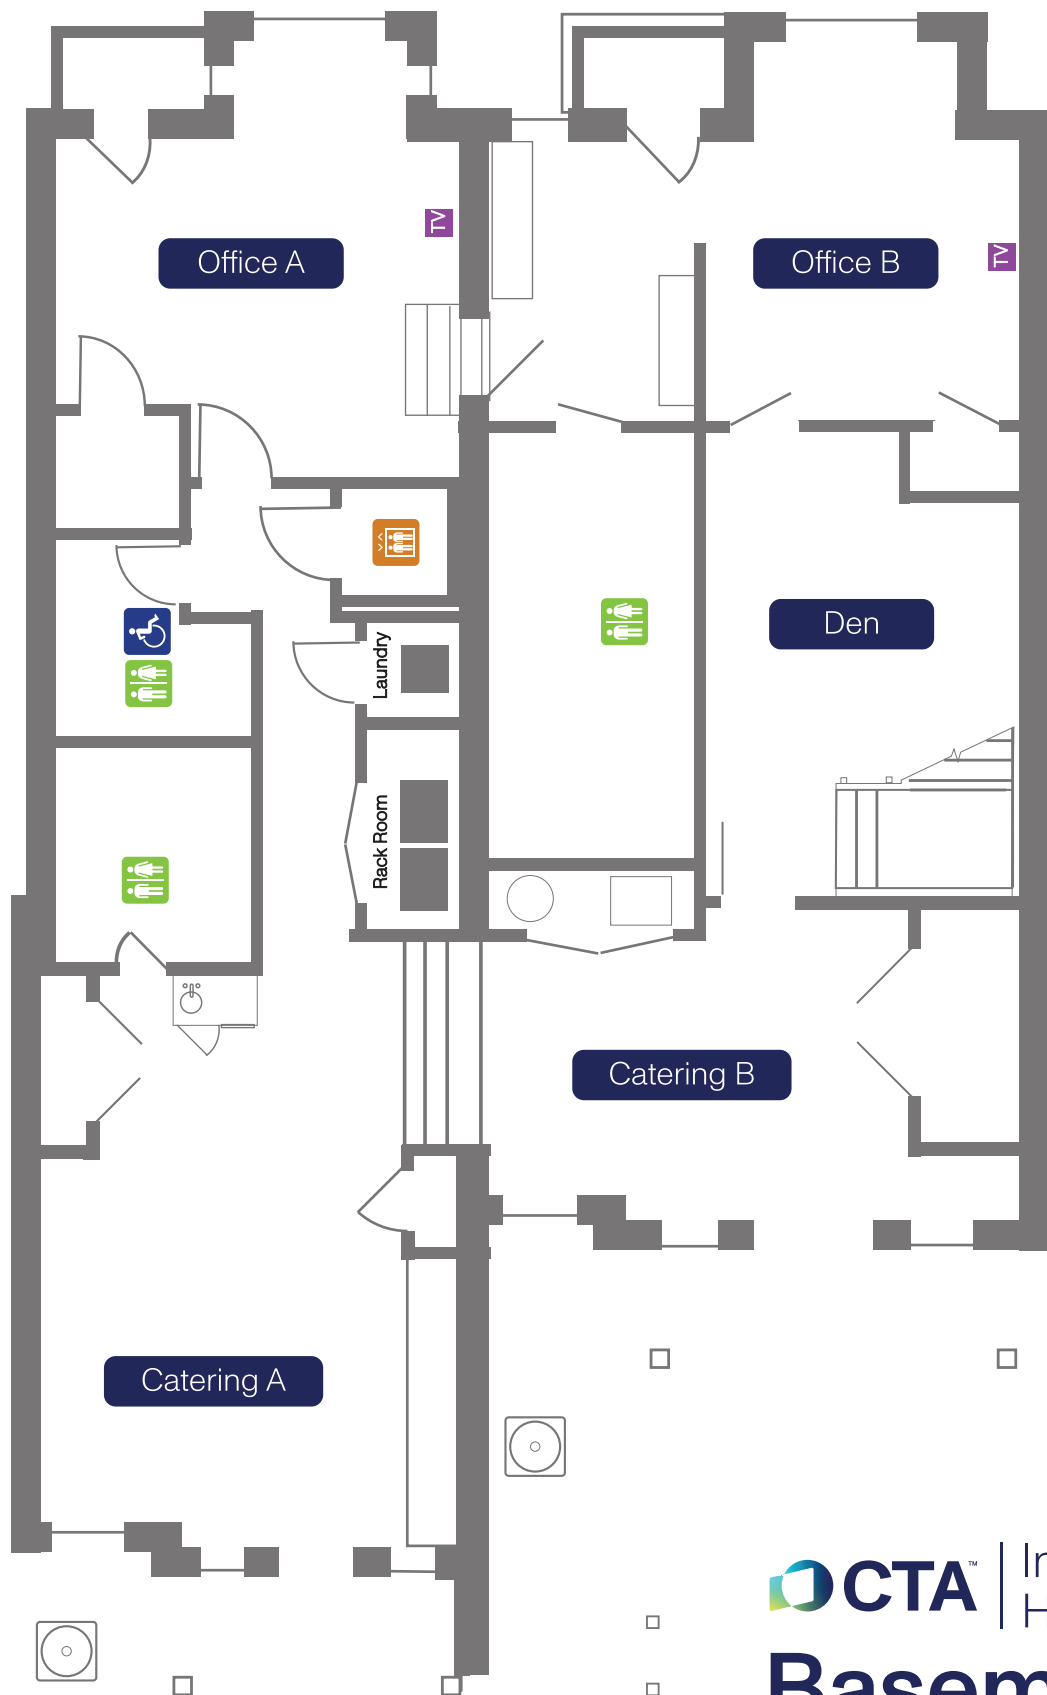 TV
Office A
Office B
TV
Den
Laundry
Rack Room
Catering B
Catering A
CTA™